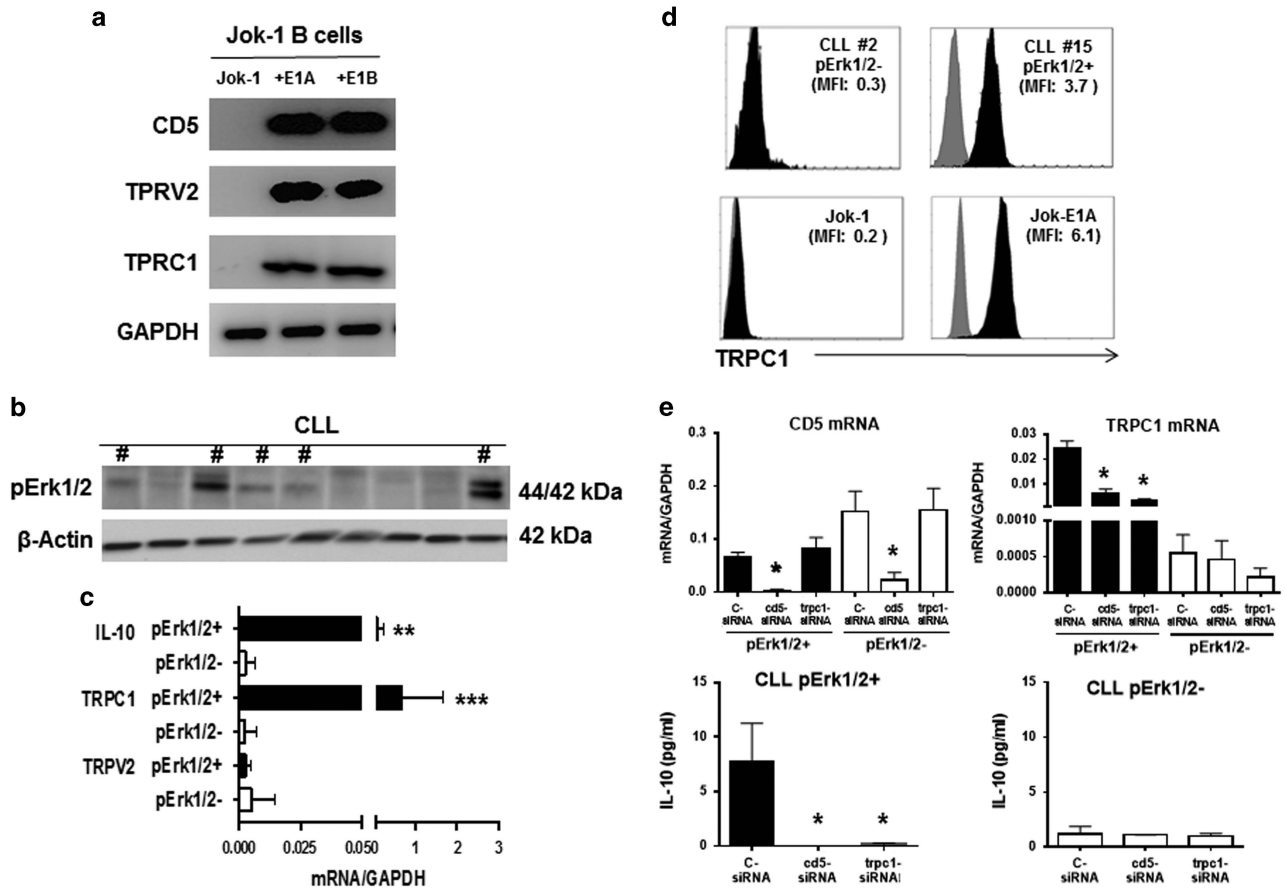 a
Jok-1 B cells
Jok-1 +E1A +E1B
CD5
TPRV2
TPRC1
GAPDH
b
CLL
# # # # #
pErk1/2 44/42 kDa
β-Actin 42 kDa
c
IL-10 pErk1/2+ **
pErk1/2-
TRPC1 pErk1/2+ ***
pErk1/2-
TRPV2 pErk1/2+
pErk1/2-
0.000 0.025 0.050 1 2 3
mRNA/GAPDH
d
CLL #2
pErk1/2-
(MFI: 0.3)
CLL #15
pErk1/2+
(MFI: 3.7 )
Jok-1
(MFI: 0.2 )
Jok-E1A
(MFI: 6.1)
TRPC1
e
CD5 mRNA
mRNA/GAPDH
0.3
0.2
0.1
0.0
* *
C-siRNA cd5-siRNA trpc1-siRNA C-siRNA cd5 siRNA trpc1-siRNA
pErk1/2+ pErk1/2-
TRPC1 mRNA
mRNA/GAPDH
0.03
0.02
0.01
0.0010
0.0005
0.0000
* *
C-siRNA cd5-siRNA trpc1-siRNA C-siRNA cd5-siRNA trpc1-siRNA
pErk1/2+ pErk1/2-
CLL pErk1/2+
IL-10 (pg/ml)
15
10
5
0
* *
C-siRNA cd5-siRNA trpc1-siRNA
CLL pErk1/2-
IL-10 (pg/ml)
15
10
5
0
C-siRNA cd5-siRNA trpc1-siRNA